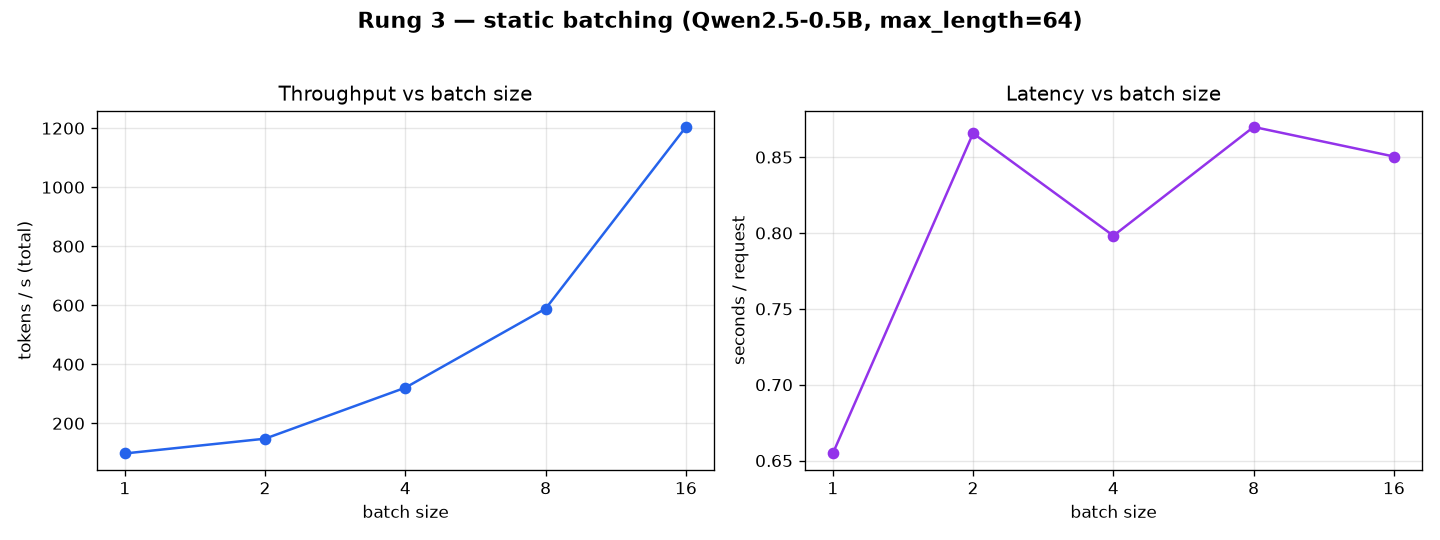 Rung 3 — static batching (Qwen2.5-0.5B, max_length=64)
Throughput vs batch size
tokens / s (total)
1200
1000
800
600
400
200
1 2 4 8 16
batch size
Latency vs batch size
seconds / request
0.85
0.80
0.75
0.70
0.65
1 2 4 8 16
batch size